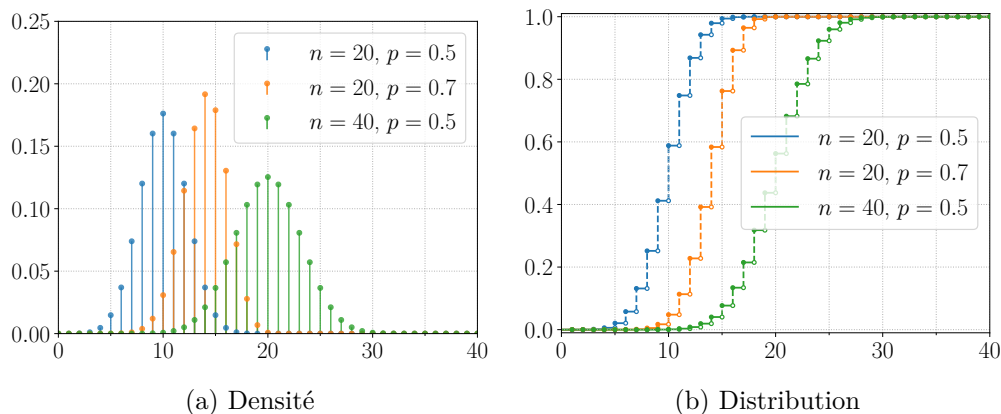 0.25
0.20
0.15
0.10
0.05
0.00
0 10 20 30 40
n = 20, p = 0.5
n = 20, p = 0.7
n = 40, p = 0.5
(a) Densité
1.0
0.8
0.6
0.4
0.2
0.0
0 10 20 30 40
n = 20, p = 0.5
n = 20, p = 0.7
n = 40, p = 0.5
(b) Distribution